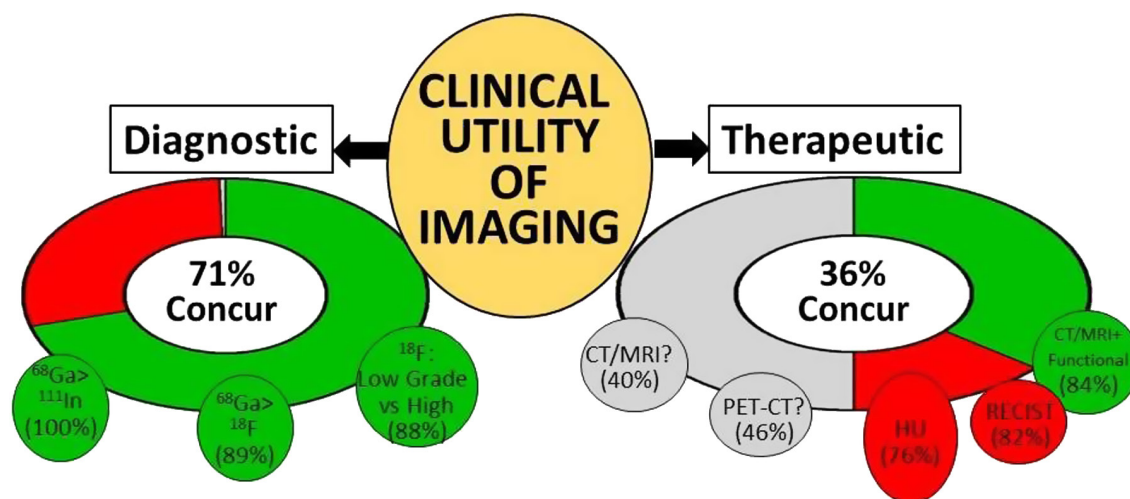 CLINICAL
UTILITY
OF
IMAGING
Diagnostic
71%
Concur
⁶⁸Ga>
¹¹¹In
(100%)
⁶⁸Ga>
¹⁸F
(89%)
¹⁸F:
Low Grade
vs High
(88%)
Therapeutic
36%
Concur
CT/MRI?
(40%)
PET-CT?
(46%)
HU
(76%)
RECIST
(82%)
CT/MRI+
Functional
(84%)